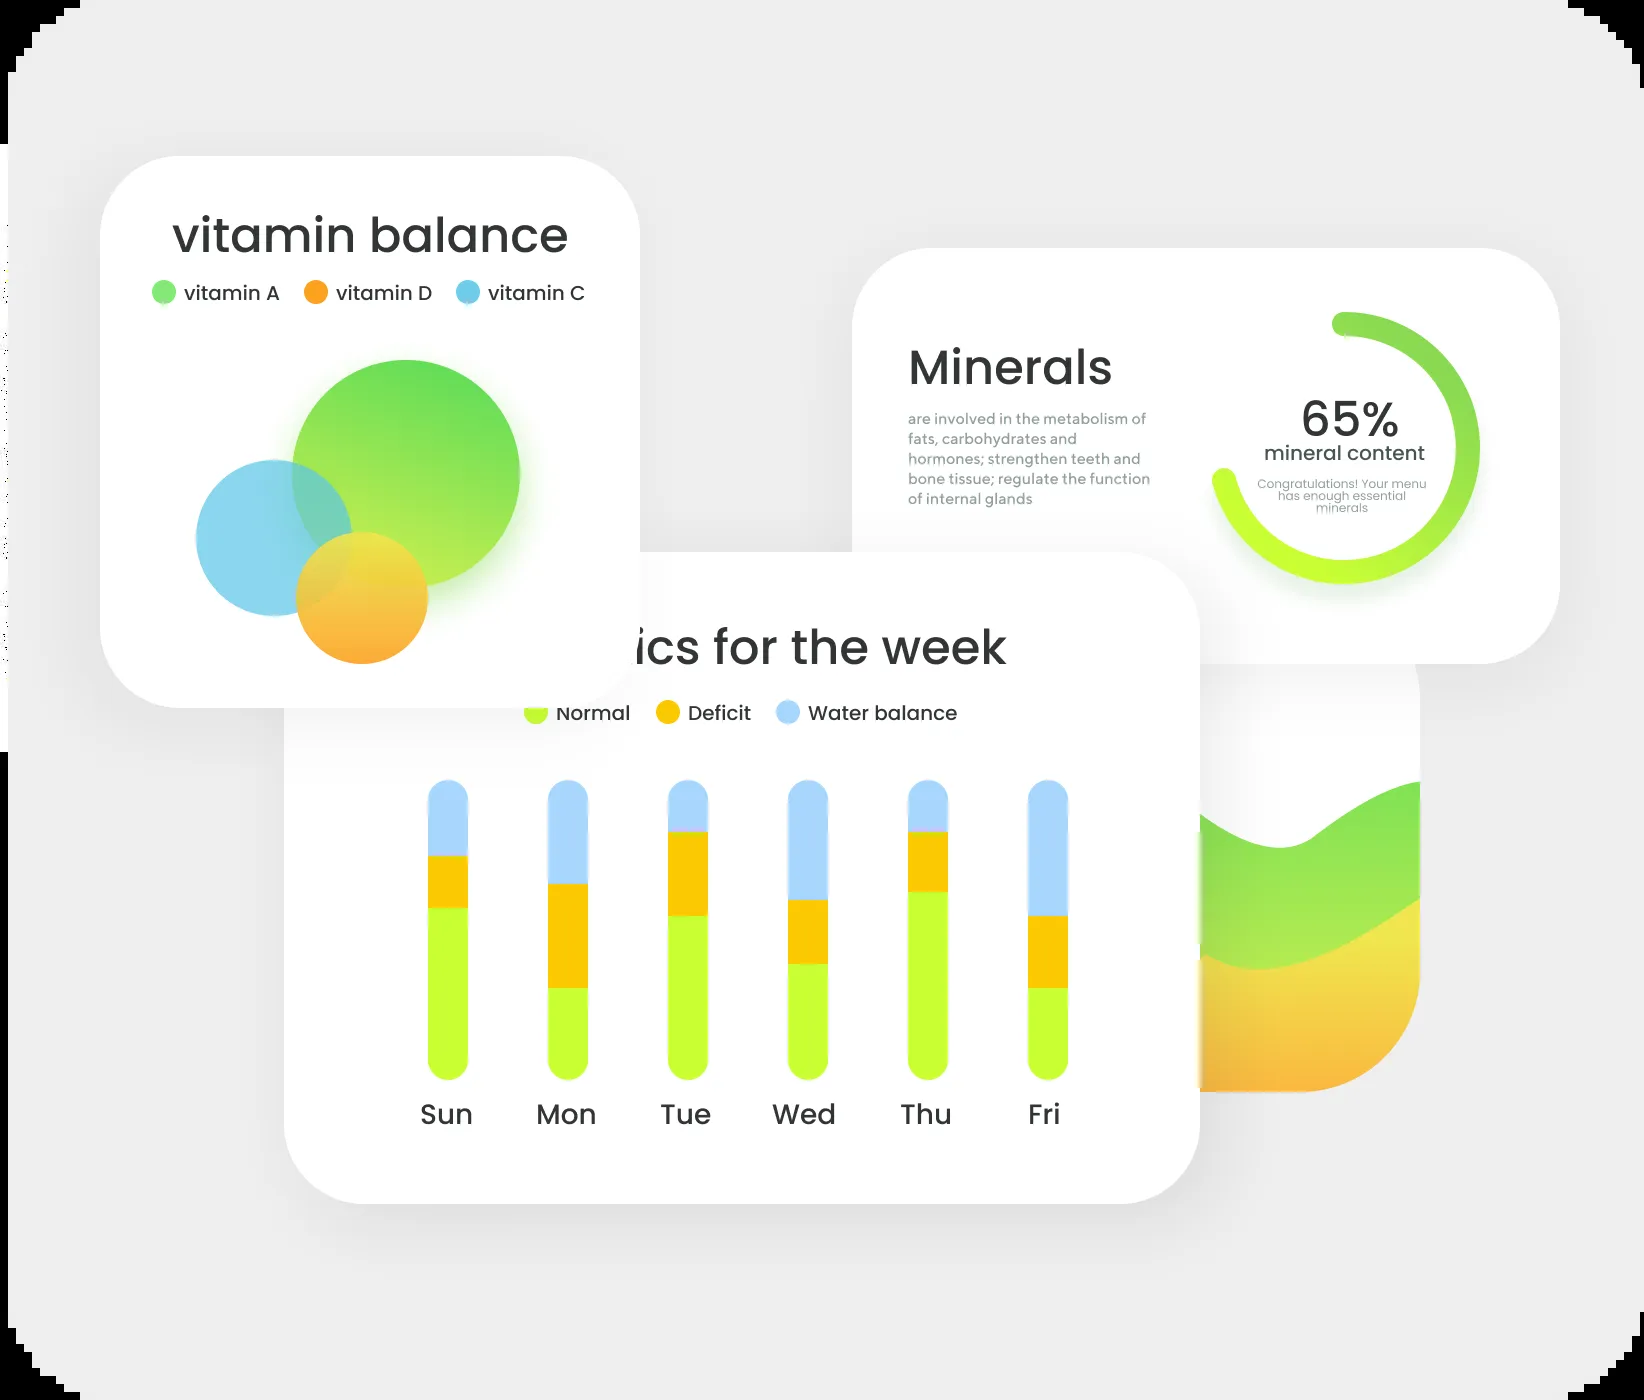 vitamin balance
vitamin A vitamin D vitamin C
Minerals
are involved in the metabolism of
fats, carbohydrates and
hormones; strengthen teeth and
bone tissue; regulate the function
of internal glands
65%
mineral content
Congratulations! Your menu
has enough essential
minerals
ics for the week
Normal Deficit Water balance
Sun Mon Tue Wed Thu Fri